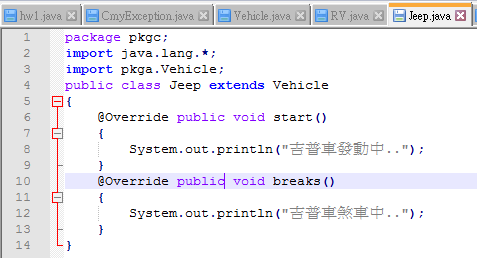 hw1.java CmyException.java Vehicle.java RV.java Jeep.java
1 package pkgc;
2 import java.lang.*;
3 import pkga.Vehicle;
4 public class Jeep extends Vehicle
5 {
6 @Override public void start()
7 {
8 System.out.println("吉普車發動中..");
9 }
10 @Override public void breaks()
11 {
12 System.out.println("吉普車煞車中..");
13 }
14 }